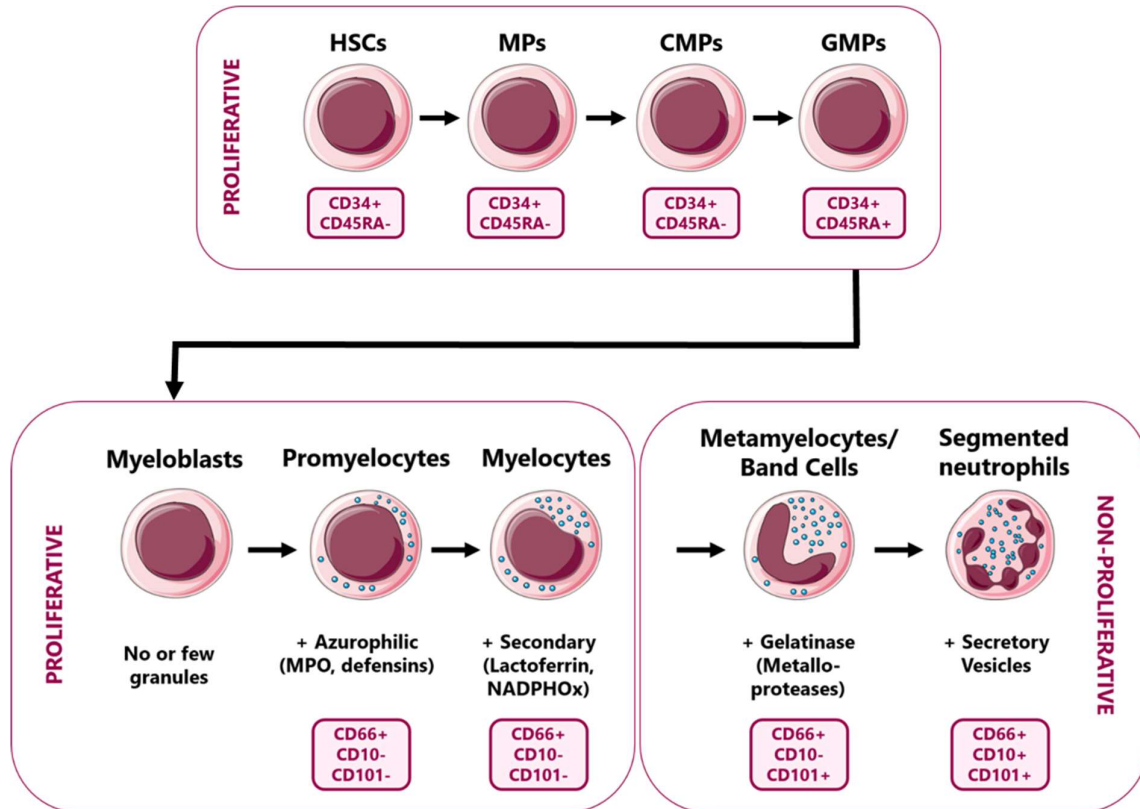 PROLIFERATIVE
HSCs
MPs
CMPs
GMPs
CD34+
CD45RA-
CD34+
CD45RA-
CD34+
CD45RA-
CD34+
CD45RA+
PROLIFERATIVE
Myeloblasts
Promyelocytes
Myelocytes
No or few
granules
+ Azurophilic
(MPO, defensins)
+ Secondary
(Lactoferrin,
NADPHOx)
CD66+
CD10-
CD101-
CD66+
CD10-
CD101-
Metamyelocytes/
Band Cells
Segmented
neutrophils
+ Gelatinase
(Metallo-
proteases)
+ Secretory
Vesicles
CD66+
CD10-
CD101+
CD66+
CD10+
CD101+
NON-PROLIFERATIVE